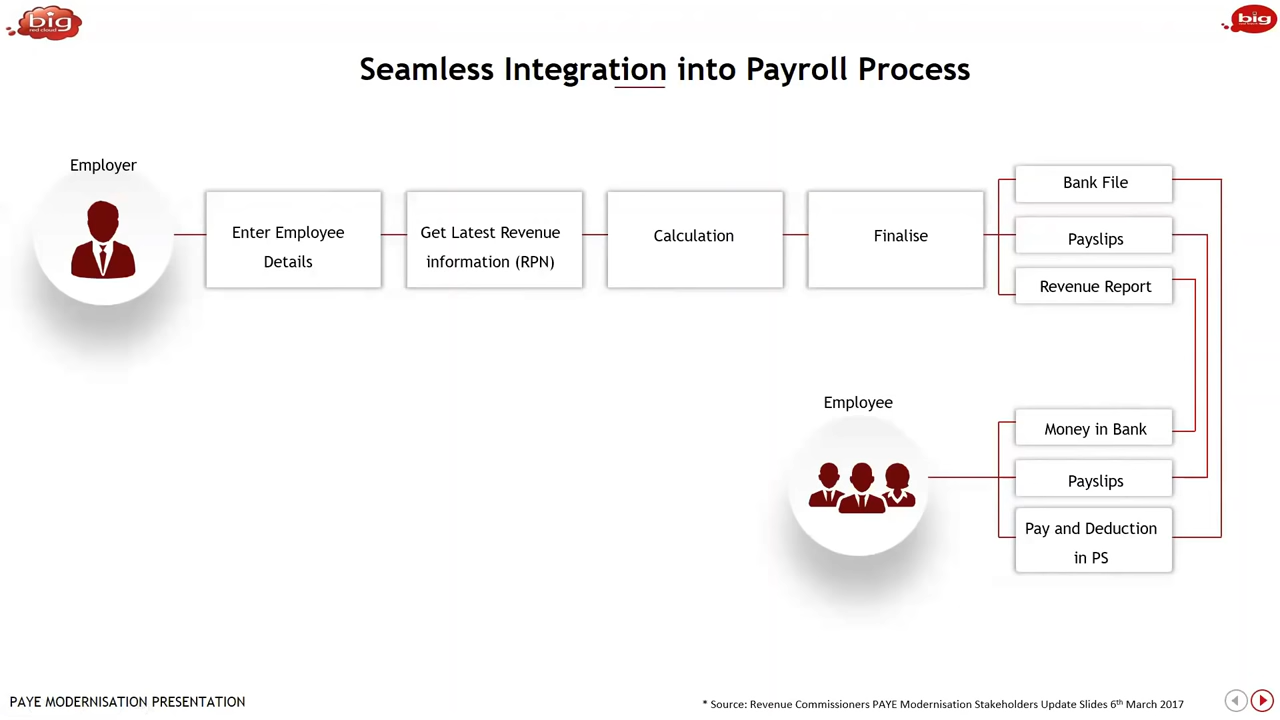 big
red cloud
big
Seamless Integration into Payroll Process
Employer
Enter Employee
Details
Get Latest Revenue
information (RPN)
Calculation
Finalise
Bank File
Payslips
Revenue Report
Employee
Money in Bank
Payslips
Pay and Deduction
in PS
PAYE MODERNISATION PRESENTATION
* Source: Revenue Commissioners PAYE Modernisation Stakeholders Update Slides 6th March 2017